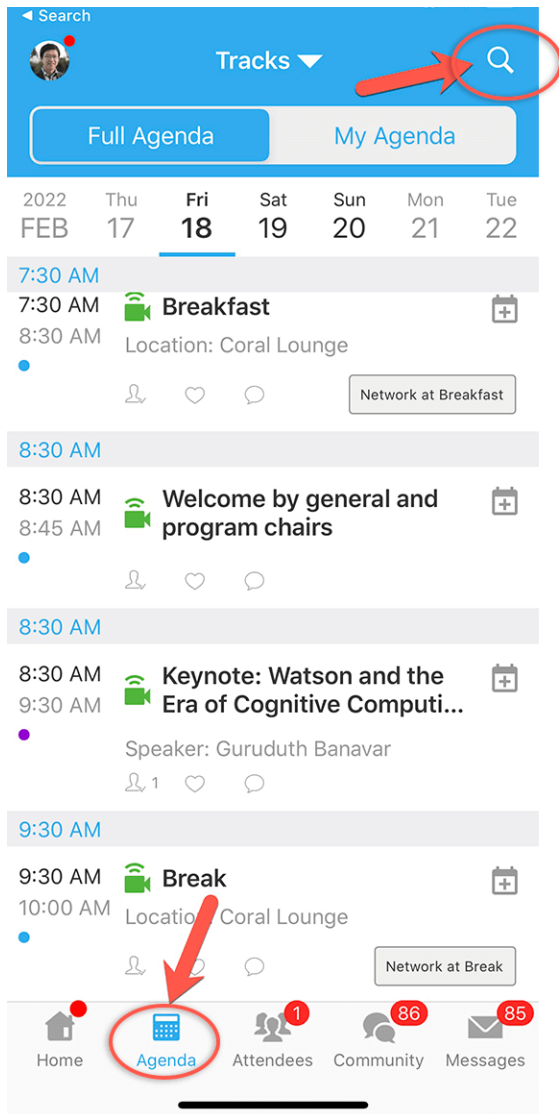 ◀ Search
Tracks
Full Agenda My Agenda
2022 Thu Fri Sat Sun Mon Tue
FEB 17 18 19 20 21 22
7:30 AM
7:30 AM Breakfast
8:30 AM Location: Coral Lounge
Network at Breakfast
8:30 AM
8:30 AM Welcome by general and
8:45 AM program chairs
8:30 AM
8:30 AM Keynote: Watson and the
9:30 AM Era of Cognitive Computi...
Speaker: Guruduth Banavar
1
9:30 AM
9:30 AM Break
10:00 AM Location: Coral Lounge
Network at Break
1 86 85
Home Agenda Attendees Community Messages